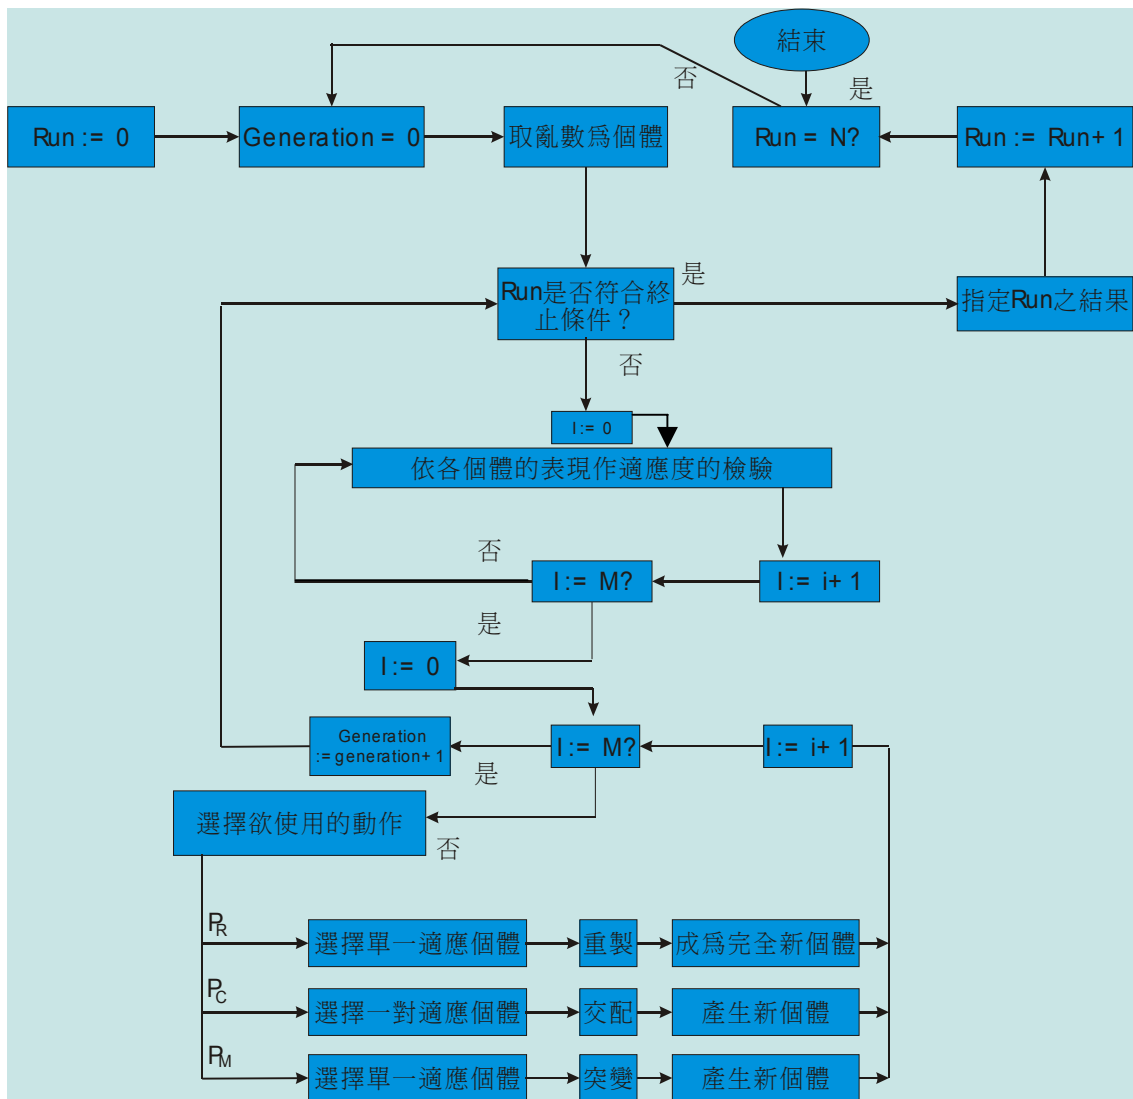 結束
否
是
Run := 0
Generation = 0
取亂數為個體
Run = N?
Run := Run+ 1
Run是否符合終
止條件？
是
指定Run之結果
否
I := 0
依各個體的表現作適應度的檢驗
否
I := M?
I := i+ 1
是
I := 0
Generation
:= generation+ 1
I := M?
I := i+ 1
是
選擇欲使用的動作
否
PR
選擇單一適應個體
重製
成為完全新個體
PC
選擇一對適應個體
交配
產生新個體
PM
選擇單一適應個體
突變
產生新個體